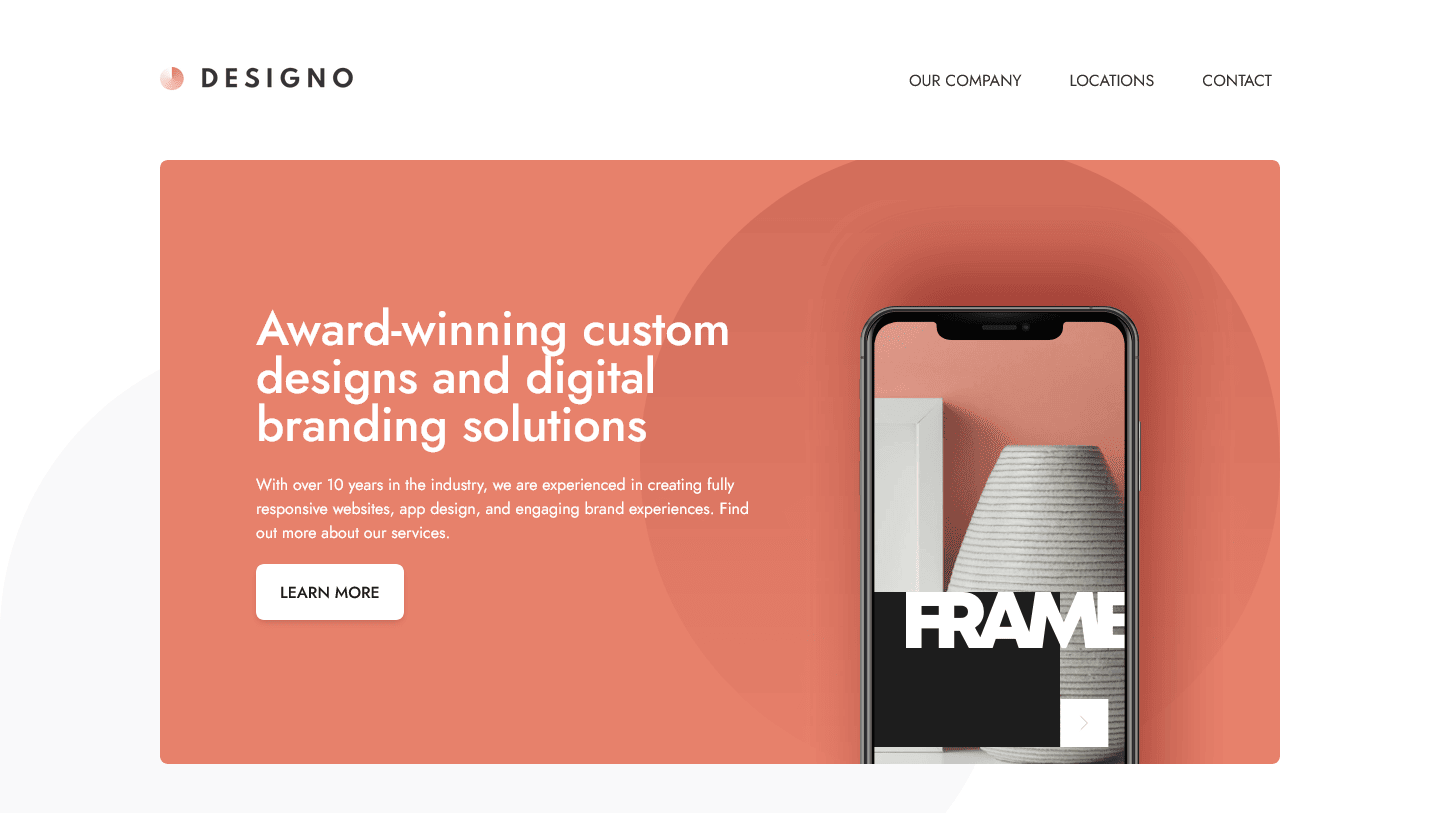 DESIGNO
OUR COMPANY LOCATIONS CONTACT
Award-winning custom
designs and digital
branding solutions
With over 10 years in the industry, we are experienced in creating fully
responsive websites, app design, and engaging brand experiences. Find
out more about our services.
LEARN MORE
FRAME